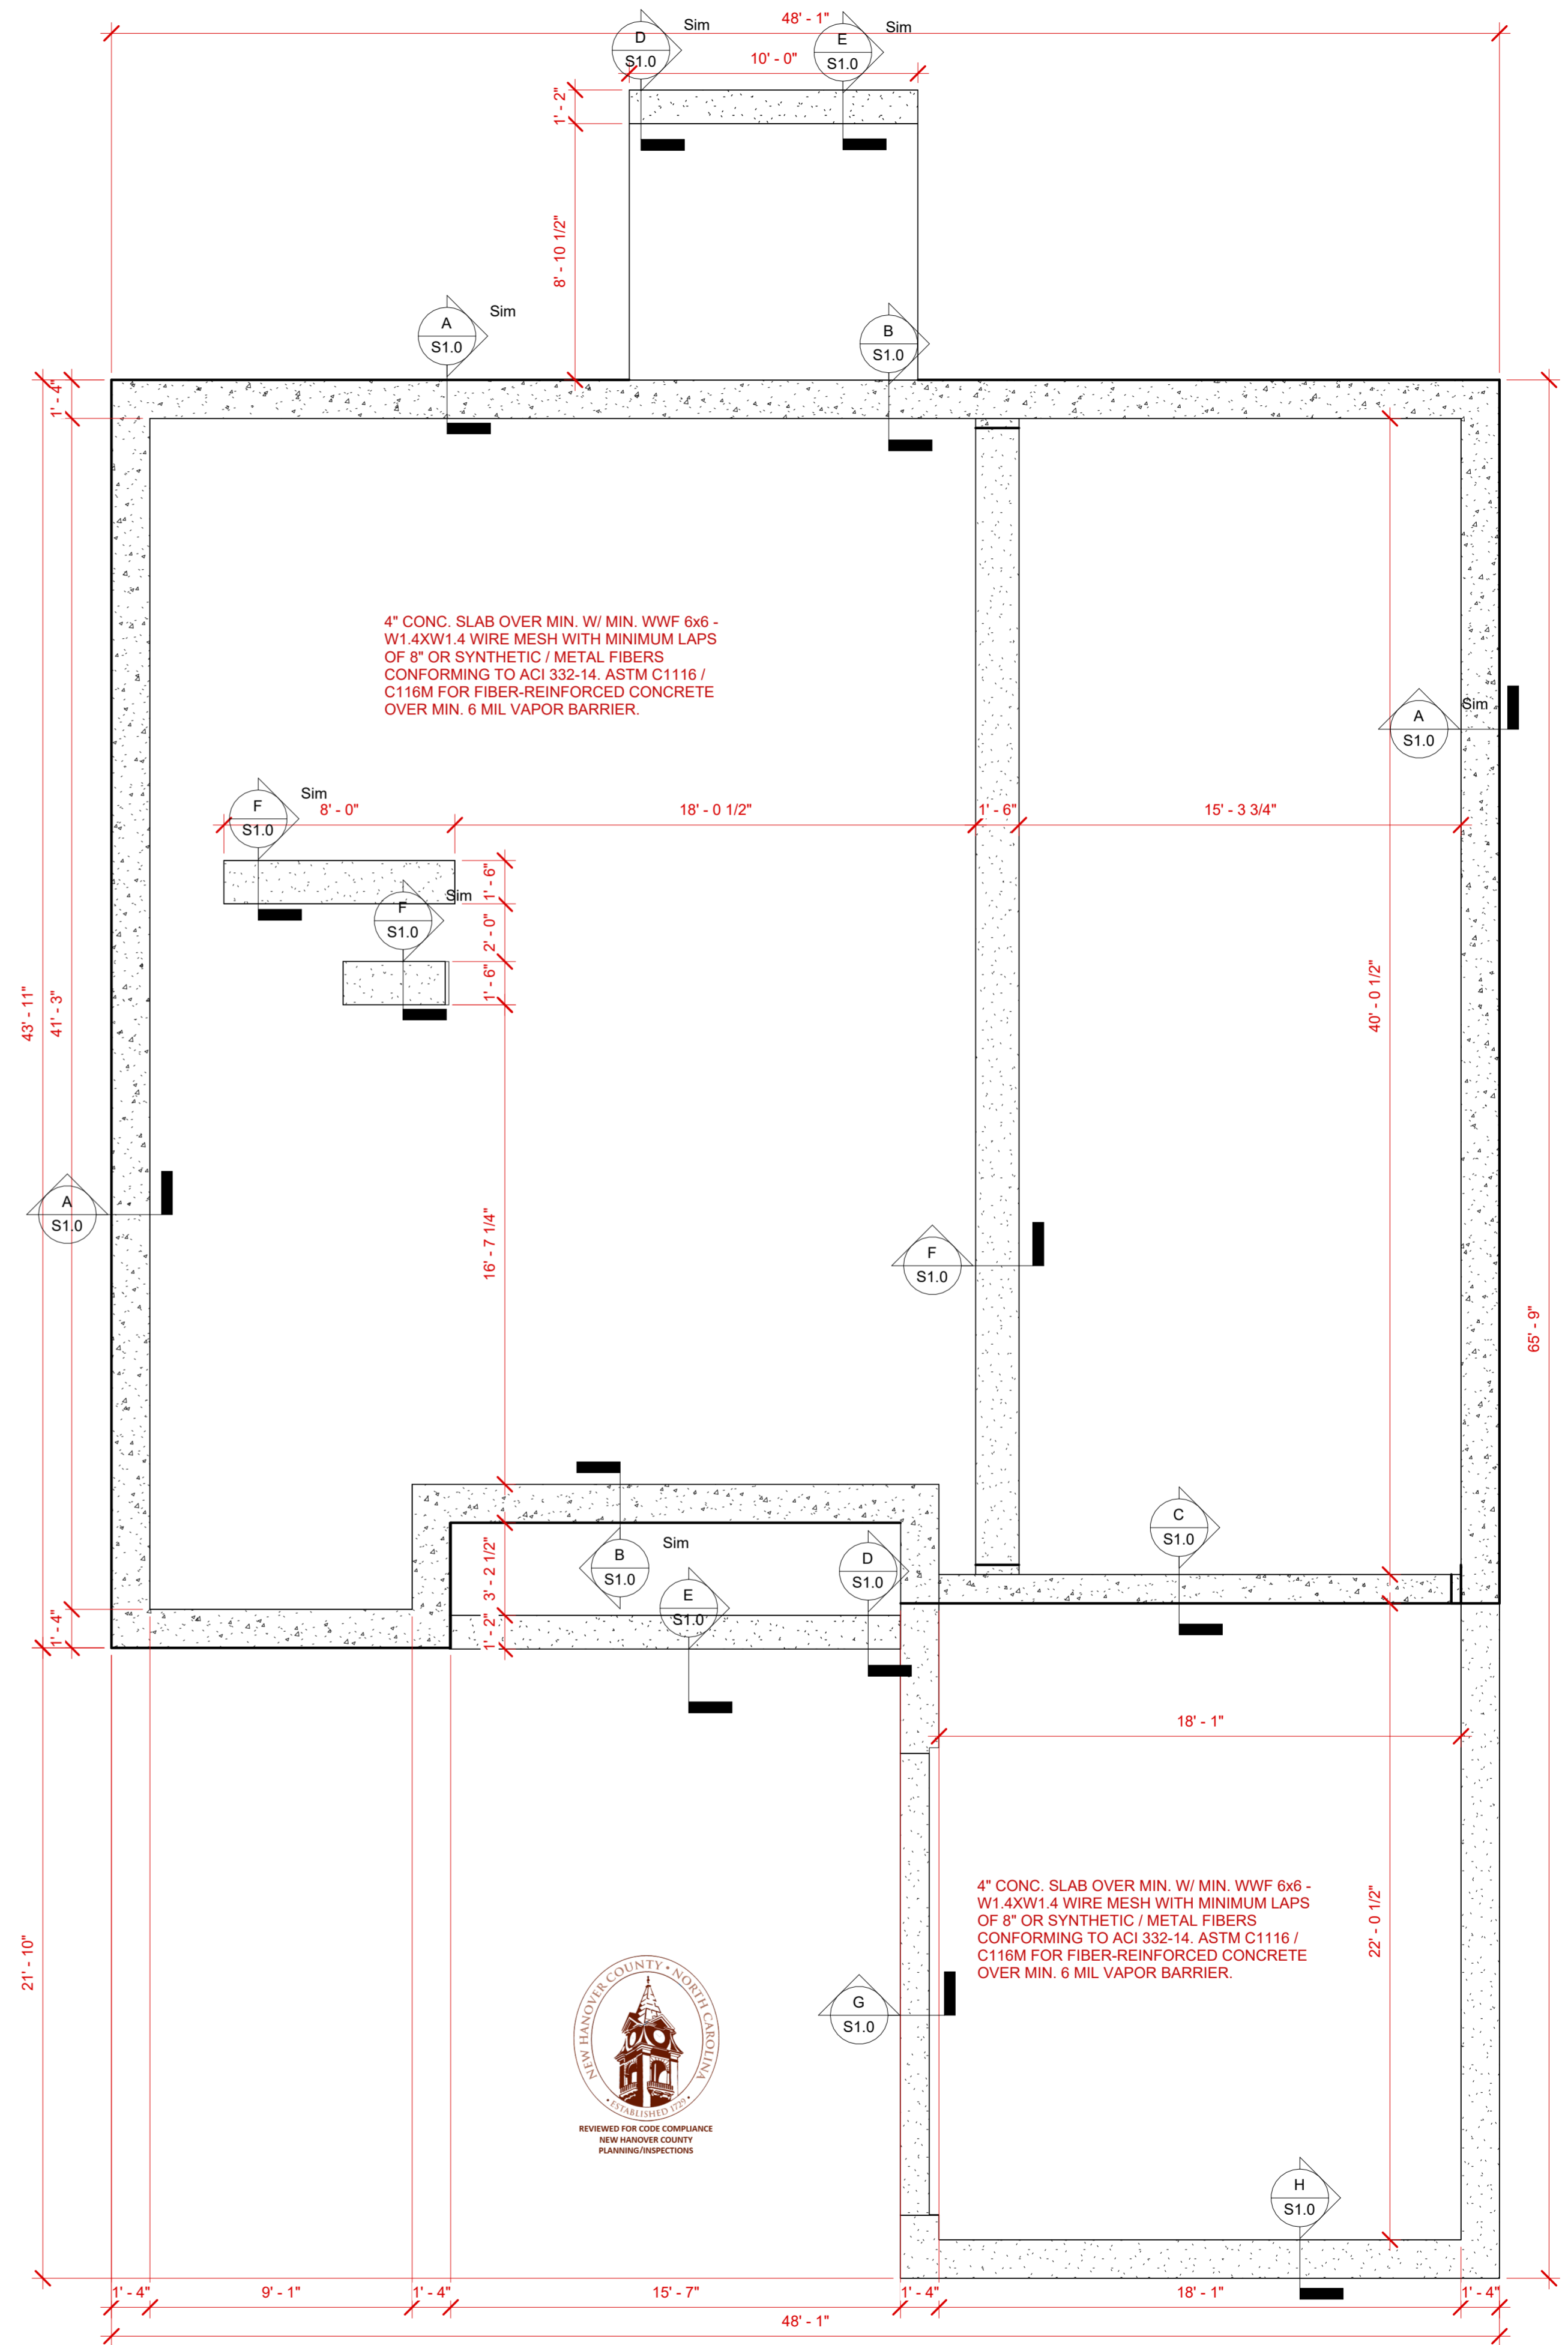 48' - 1"
D
S1.0
Sim
E
S1.0
Sim
10' - 0"
1' - 2"
8' - 10 1/2"
A
S1.0
Sim
B
S1.0
1' - 4"
4" CONC. SLAB OVER MIN. W/ MIN. WWF 6x6 -
W1.4XW1.4 WIRE MESH WITH MINIMUM LAPS
OF 8" OR SYNTHETIC / METAL FIBERS
CONFORMING TO ACI 332-14. ASTM C1116 /
C116M FOR FIBER-REINFORCED CONCRETE
OVER MIN. 6 MIL VAPOR BARRIER.
A
S1.0
Sim
F
S1.0
Sim
8' - 0"
18' - 0 1/2"
1' - 6"
15' - 3 3/4"
1' - 6"
F
S1.0
Sim
2' - 0"
1' - 6"
43' - 11"
41' - 3"
40' - 0 1/2"
A
S1.0
16' - 7 1/4"
F
S1.0
65' - 9"
B
S1.0
Sim
E
S1.0
D
S1.0
C
S1.0
3' - 2 1/2"
1' - 2"
1' - 4"
18' - 1"
4" CONC. SLAB OVER MIN. W/ MIN. WWF 6x6 -
W1.4XW1.4 WIRE MESH WITH MINIMUM LAPS
OF 8" OR SYNTHETIC / METAL FIBERS
CONFORMING TO ACI 332-14. ASTM C1116 /
C116M FOR FIBER-REINFORCED CONCRETE
OVER MIN. 6 MIL VAPOR BARRIER.
22' - 0 1/2"
21' - 10"
G
S1.0
NEW HANOVER COUNTY • NORTH CAROLINA
• ESTABLISHED 1729 •
REVIEWED FOR CODE COMPLIANCE
NEW HANOVER COUNTY
PLANNING/INSPECTIONS
H
S1.0
1' - 4"
9' - 1"
1' - 4"
15' - 7"
1' - 4"
18' - 1"
1' - 4"
48' - 1"